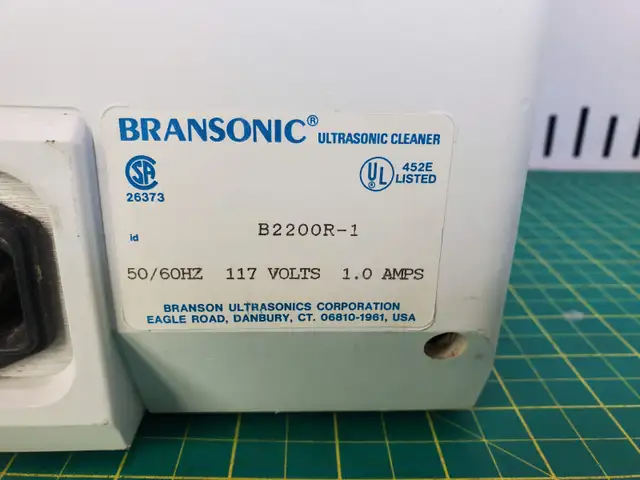 BRANSONIC® ULTRASONIC CLEANER
SA
26373
UL
452E
LISTED
id
B2200R-1
50/60HZ 117 VOLTS 1.0 AMPS
BRANSON ULTRASONICS CORPORATION
EAGLE ROAD, DANBURY, CT. 06810-1961, USA